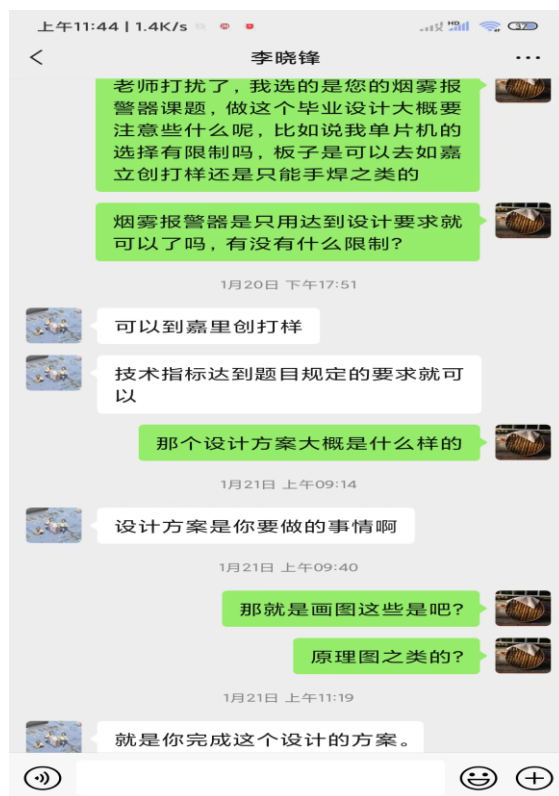 上午11:44 | 1.4K/s
HD
37
李晓锋
老师打扰了，我选的是您的烟雾报
警器课题，做这个毕业设计大概要
注意些什么呢，比如说我单片机的
选择有限制吗，板子是可以去如嘉
立创打样还是只能手焊之类的
烟雾报警器是只用达到设计要求就
可以了吗，有没有什么限制？
1月20日 下午17:51
可以到嘉里创打样
技术指标达到题目规定的要求就可
以
那个设计方案大概是什么样的
1月21日 上午09:14
设计方案是你要做的事情啊
1月21日 上午09:40
那就是画图这些是吧？
原理图之类的？
1月21日 上午11:19
就是你完成这个设计的方案。